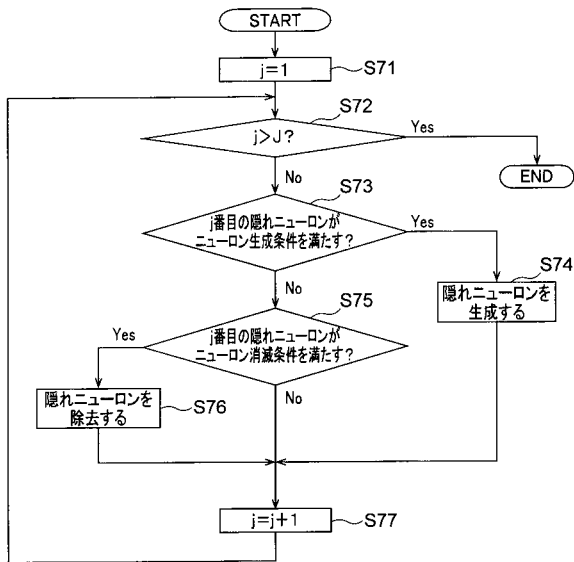 START
j=1
S71
S72
j>J?
Yes
END
No
S73
j番目の隠れニューロンが
ニューロン生成条件を満たす?
Yes
S74
隠れニューロンを
生成する
No
S75
j番目の隠れニューロンが
ニューロン消滅条件を満たす?
Yes
No
隠れニューロンを
除去する
S76
j=j+1
S77